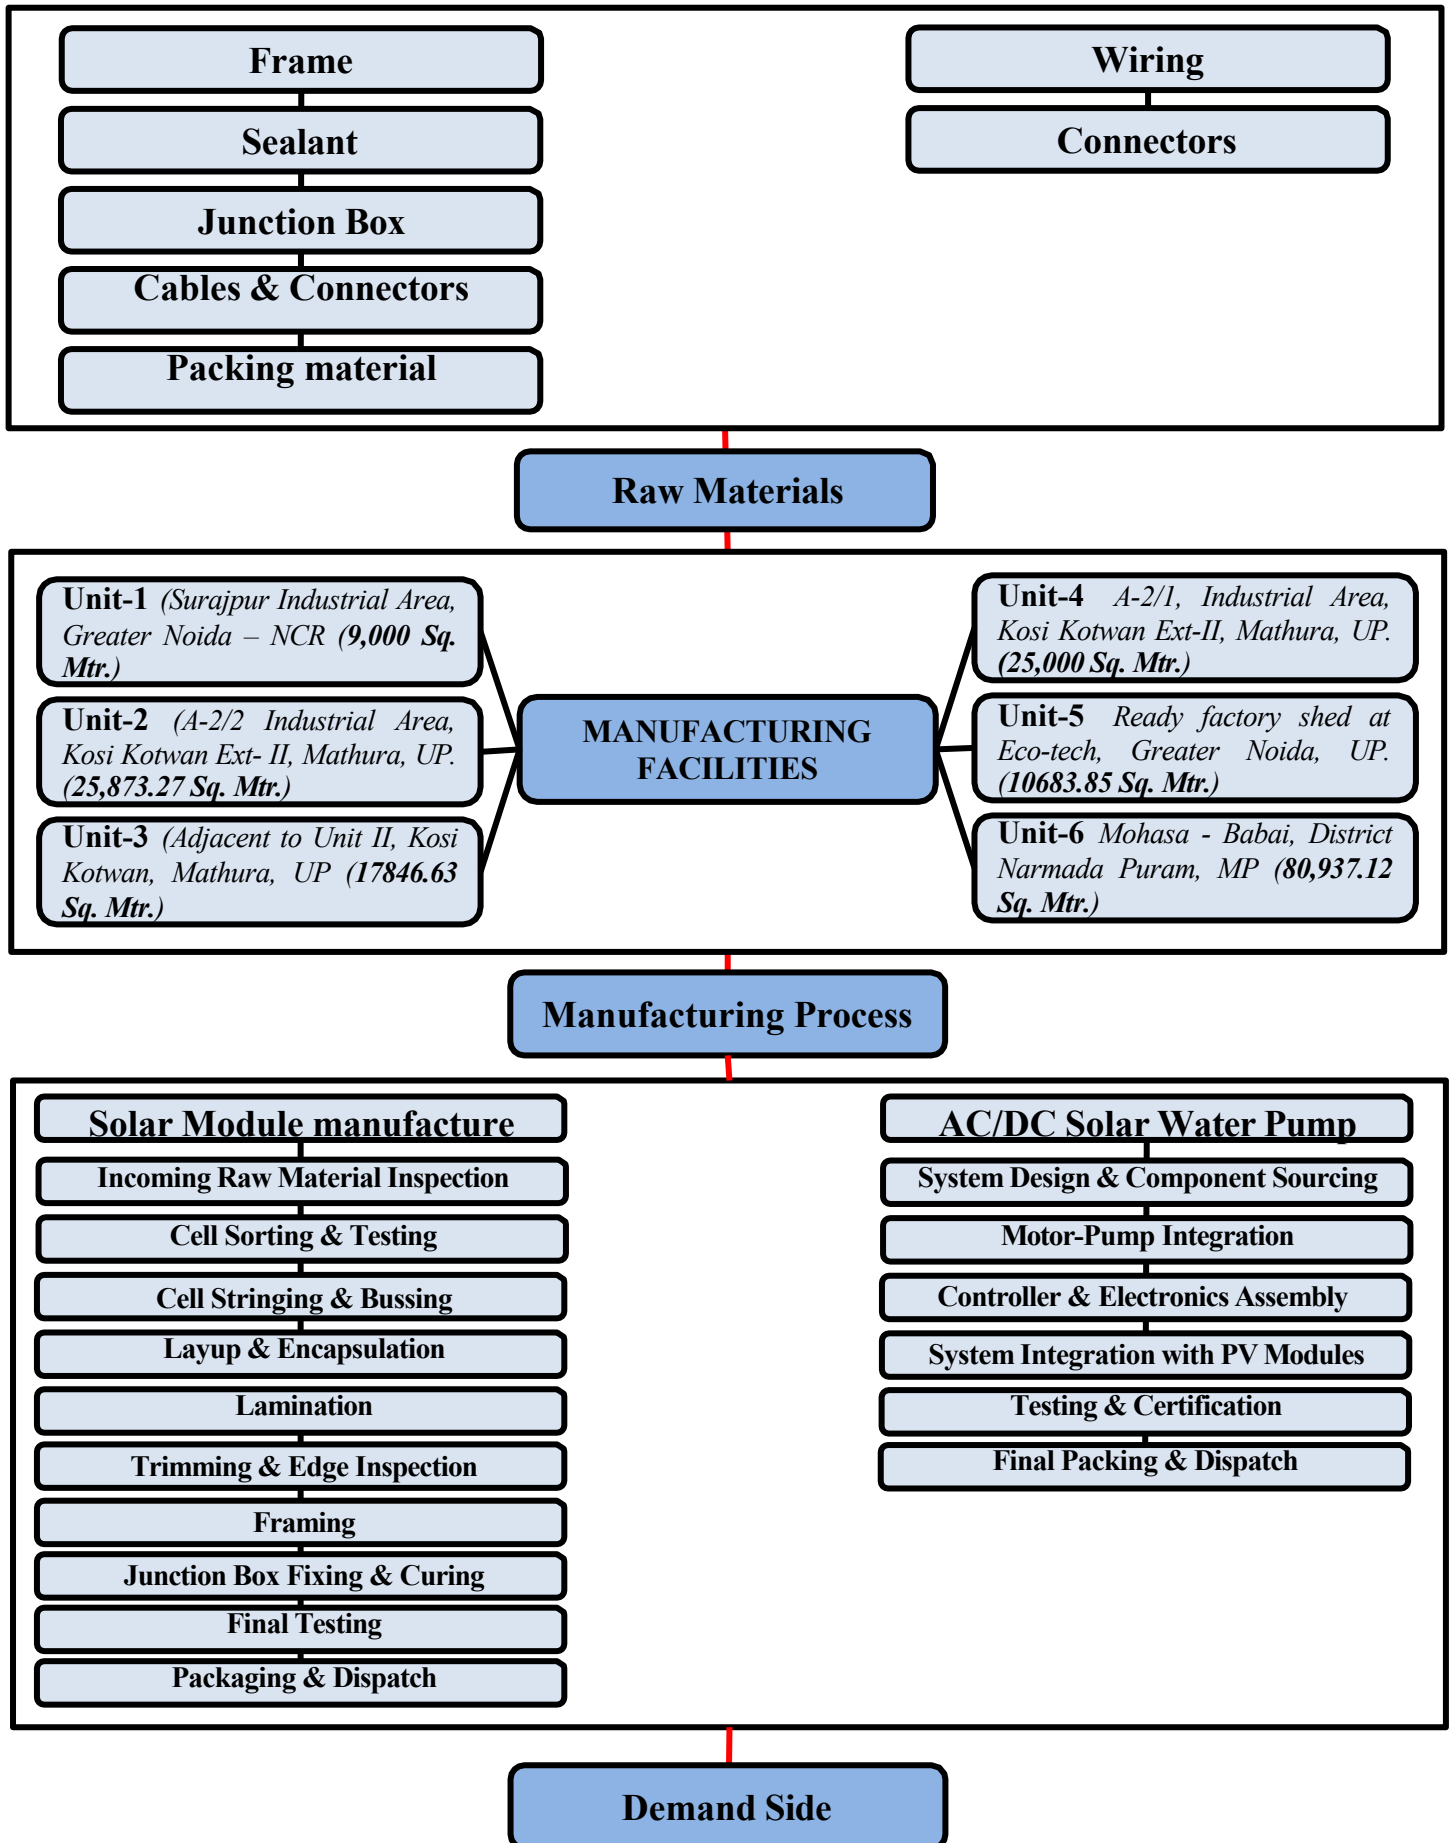 Frame
Sealant
Junction Box
Cables & Connectors
Packing material
Wiring
Connectors
Raw Materials
Unit-1 (Surajpur Industrial Area,
Greater Noida – NCR (9,000 Sq.
Mtr.)
Unit-2 (A-2/2 Industrial Area,
Kosi Kotwan Ext- II, Mathura, UP.
(25,873.27 Sq. Mtr.)
Unit-3 (Adjacent to Unit II, Kosi
Kotwan, Mathura, UP (17846.63
Sq. Mtr.)
MANUFACTURING
FACILITIES
Unit-4 A-2/1, Industrial Area,
Kosi Kotwan Ext-II, Mathura, UP.
(25,000 Sq. Mtr.)
Unit-5 Ready factory shed at
Eco-tech, Greater Noida, UP.
(10683.85 Sq. Mtr.)
Unit-6 Mohasa - Babai, District
Narmada Puram, MP (80,937.12
Sq. Mtr.)
Manufacturing Process
Solar Module manufacture
Incoming Raw Material Inspection
Cell Sorting & Testing
Cell Stringing & Bussing
Layup & Encapsulation
Lamination
Trimming & Edge Inspection
Framing
Junction Box Fixing & Curing
Final Testing
Packaging & Dispatch
AC/DC Solar Water Pump
System Design & Component Sourcing
Motor-Pump Integration
Controller & Electronics Assembly
System Integration with PV Modules
Testing & Certification
Final Packing & Dispatch
Demand Side